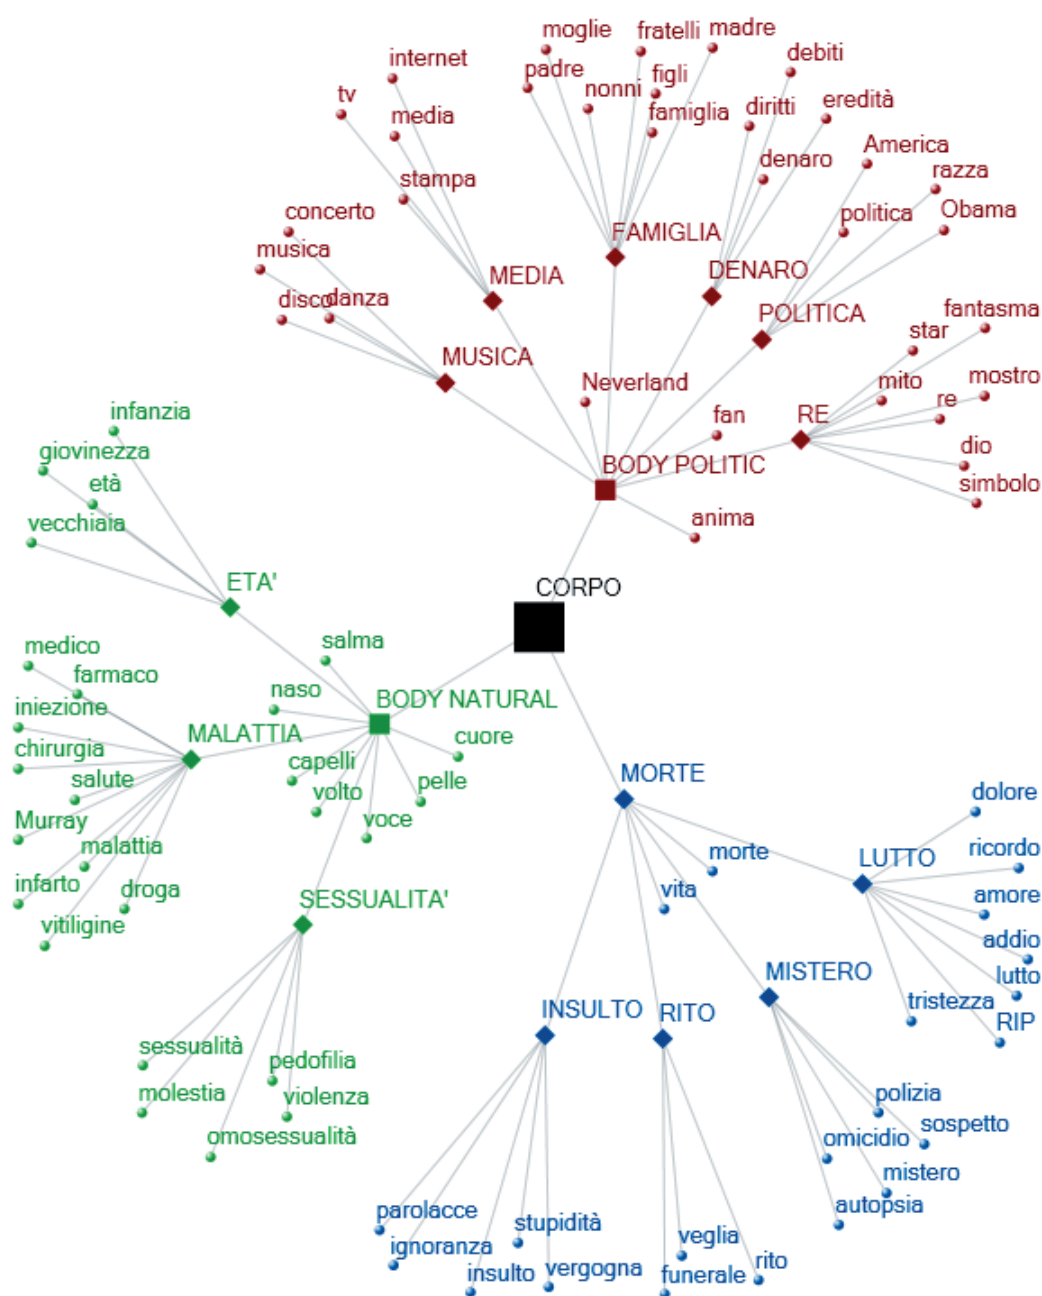 moglie
fratelli
madre
internet
debiti
padre
figli
tv
nonni
media
famiglia
diritti
eredità
America
denaro
razza
stampa
concerto
politica
Obama
FAMIGLIA
musica
MEDIA
DENARO
disco
danza
POLITICA
fantasma
star
MUSICA
Neverland
mito
mostro
re
infanzia
fan
RE
giovinezza
dio
BODY POLITIC
età
simbolo
vecchiaia
anima
ETA'
CORPO
medico
salma
farmaco
naso
BODY NATURAL
iniezione
MALATTIA
cuore
chirurgia
capelli
MORTE
salute
volto
pelle
dolore
Murray
voce
malattia
morte
ricordo
LUTTO
infarto
droga
vita
amore
vitiligine
SESSUALITA'
addio
MISTERO
lutto
tristezza
INSULTO
RITO
RIP
sessualità
pedofilia
molestia
violenza
polizia
sospetto
omosessualità
omicidio
mistero
parolacce
stupidità
autopsia
ignoranza
veglia
insulto
vergogna
funerale
rito